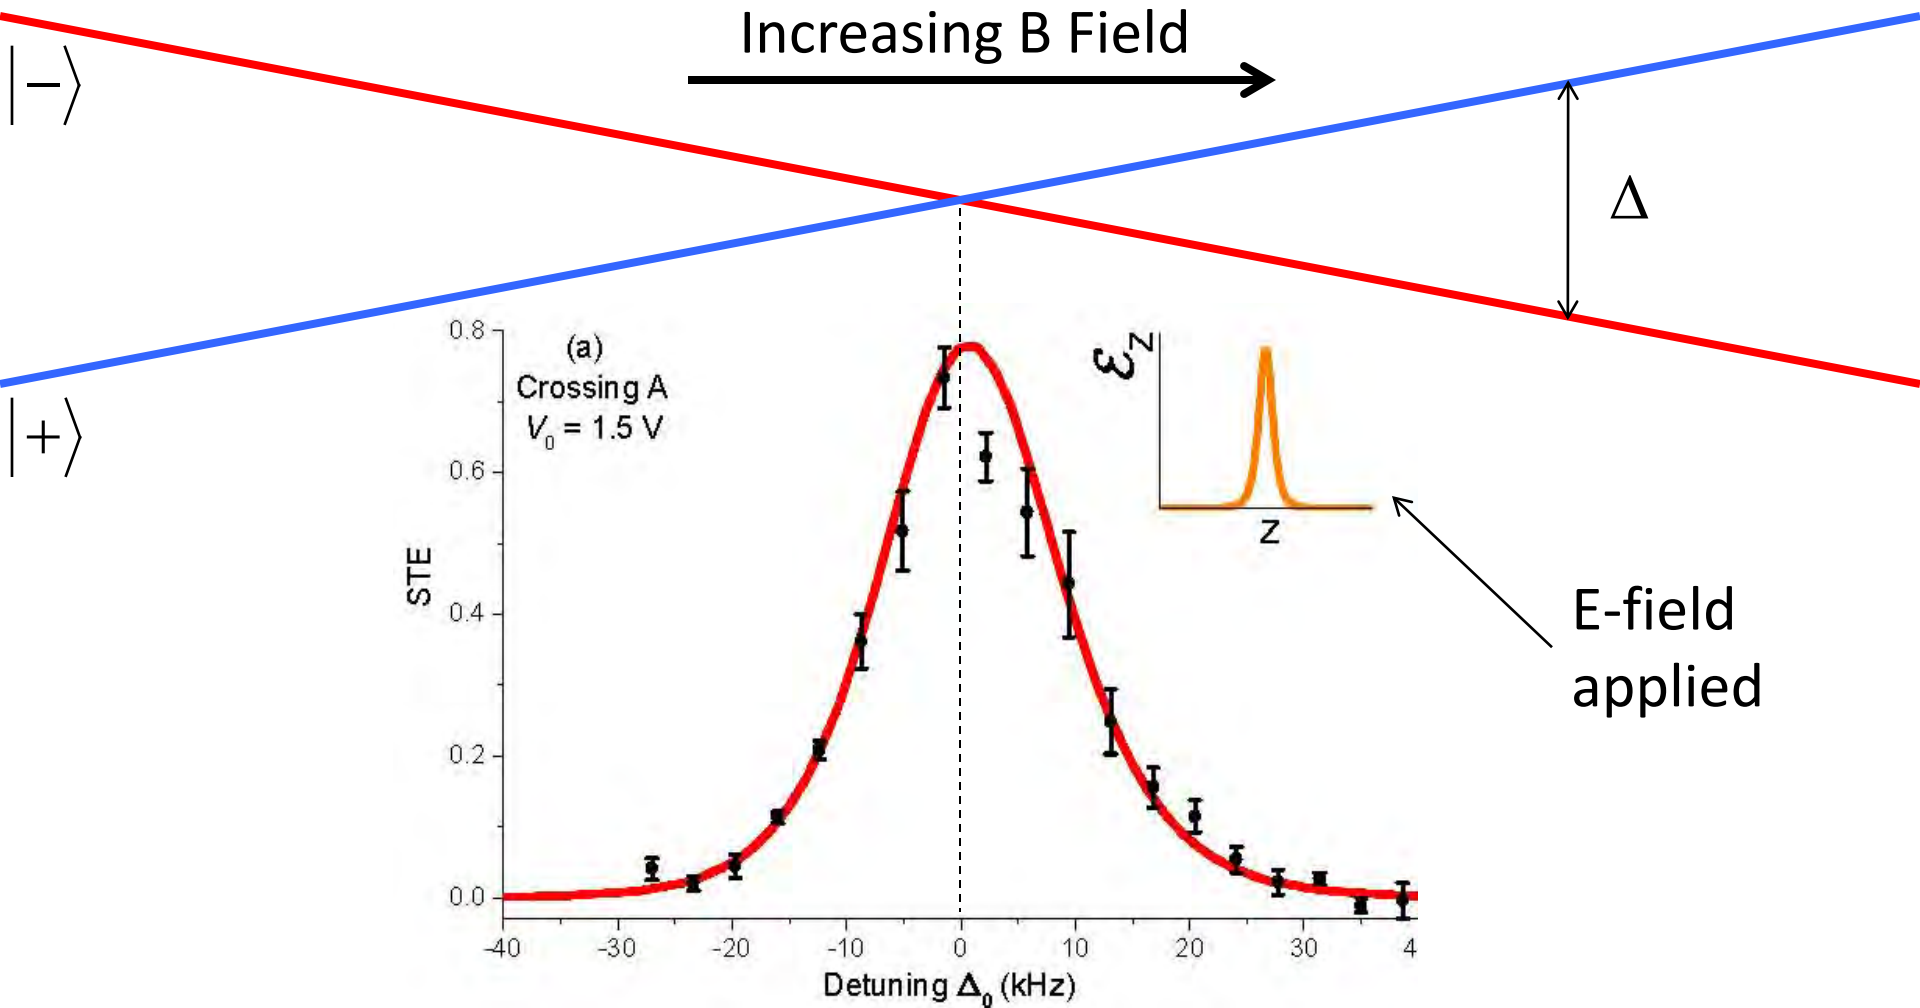 Increasing B Field
|−⟩
Δ
|+⟩
(a)
Crossing A
V₀ = 1.5 V
ℰz
z
E-field
applied
STE
0.8
0.6
0.4
0.2
0.0
-40 -30 -20 -10 0 10 20 30 4
Detuning Δ₀ (kHz)